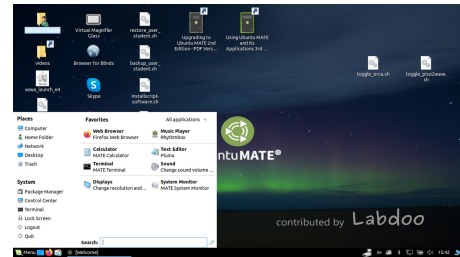 Virtual Magnifier
Glass
restore_user_
student.sh
Upgrading to
Ubuntu MATE 2nd
Edition - PDF Vers...
Using Ubuntu MATE
and Its
Applications 3rd ...
videos
Browser for Blinds
backup_user_
student.sh
toggle_orca.sh
toggle_pico2wave.
sh
xowa_launch_en
Skype
installscript-
software.sh
Places
Computer
Home Folder
Network
Desktop
Trash
System
Package Manager
Control Center
Terminal
Lock Screen
Logout
Quit
Favorites
All applications
Web Browser
Firefox Web Browser
Music Player
Rhythmbox
Calculator
MATE Calculator
Text Editor
Pluma
Terminal
MATE Terminal
Sound
Change sound volume ...
Displays
Change resolution and...
System Monitor
MATE System Monitor
Search:
ntuMATE®
contributed by Labdoo
Menu
[Welcome]
15:42